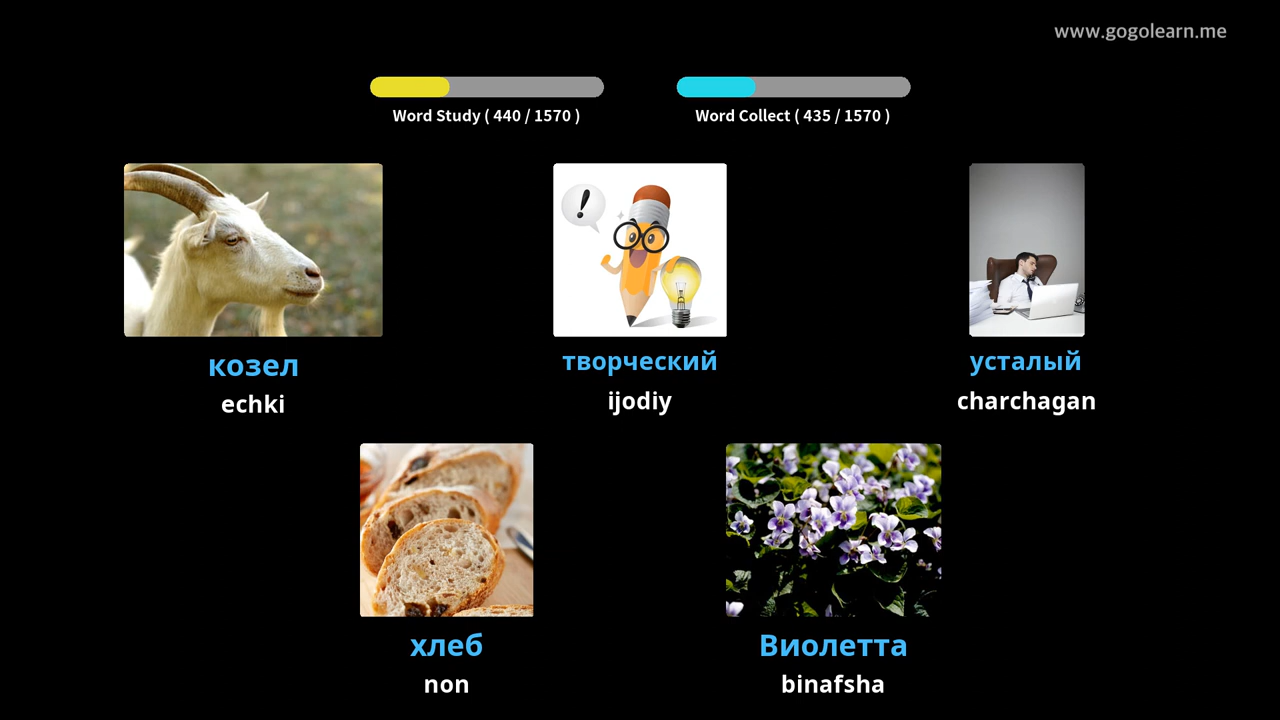 www.gogolearn.me
Word Study ( 440 / 1570 )
Word Collect ( 435 / 1570 )
козел
echki
творческий
ijodiy
усталый
charchagan
хлеб
non
Виолетта
binafsha